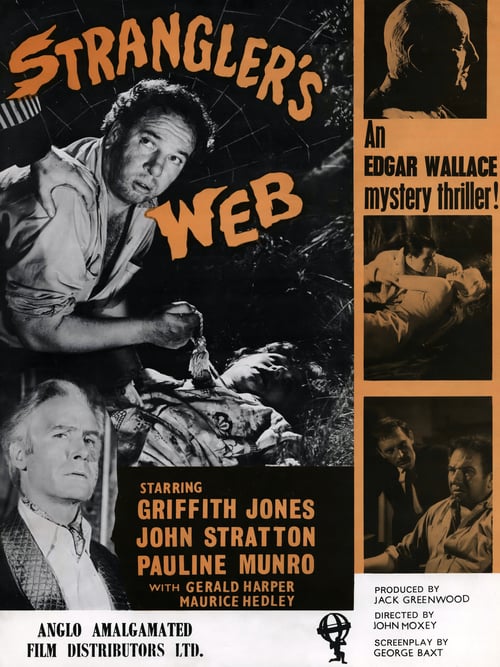 STRANGLER'S
WEB
An
EDGAR WALLACE
mystery thriller!
STARRING
GRIFFITH JONES
JOHN STRATTON
PAULINE MUNRO
WITH GERALD HARPER
MAURICE HEDLEY
ANGLO AMALGAMATED
FILM DISTRIBUTORS LTD.
PRODUCED BY
JACK GREENWOOD
DIRECTED BY
JOHN MOXEY
SCREENPLAY BY
GEORGE BAXT